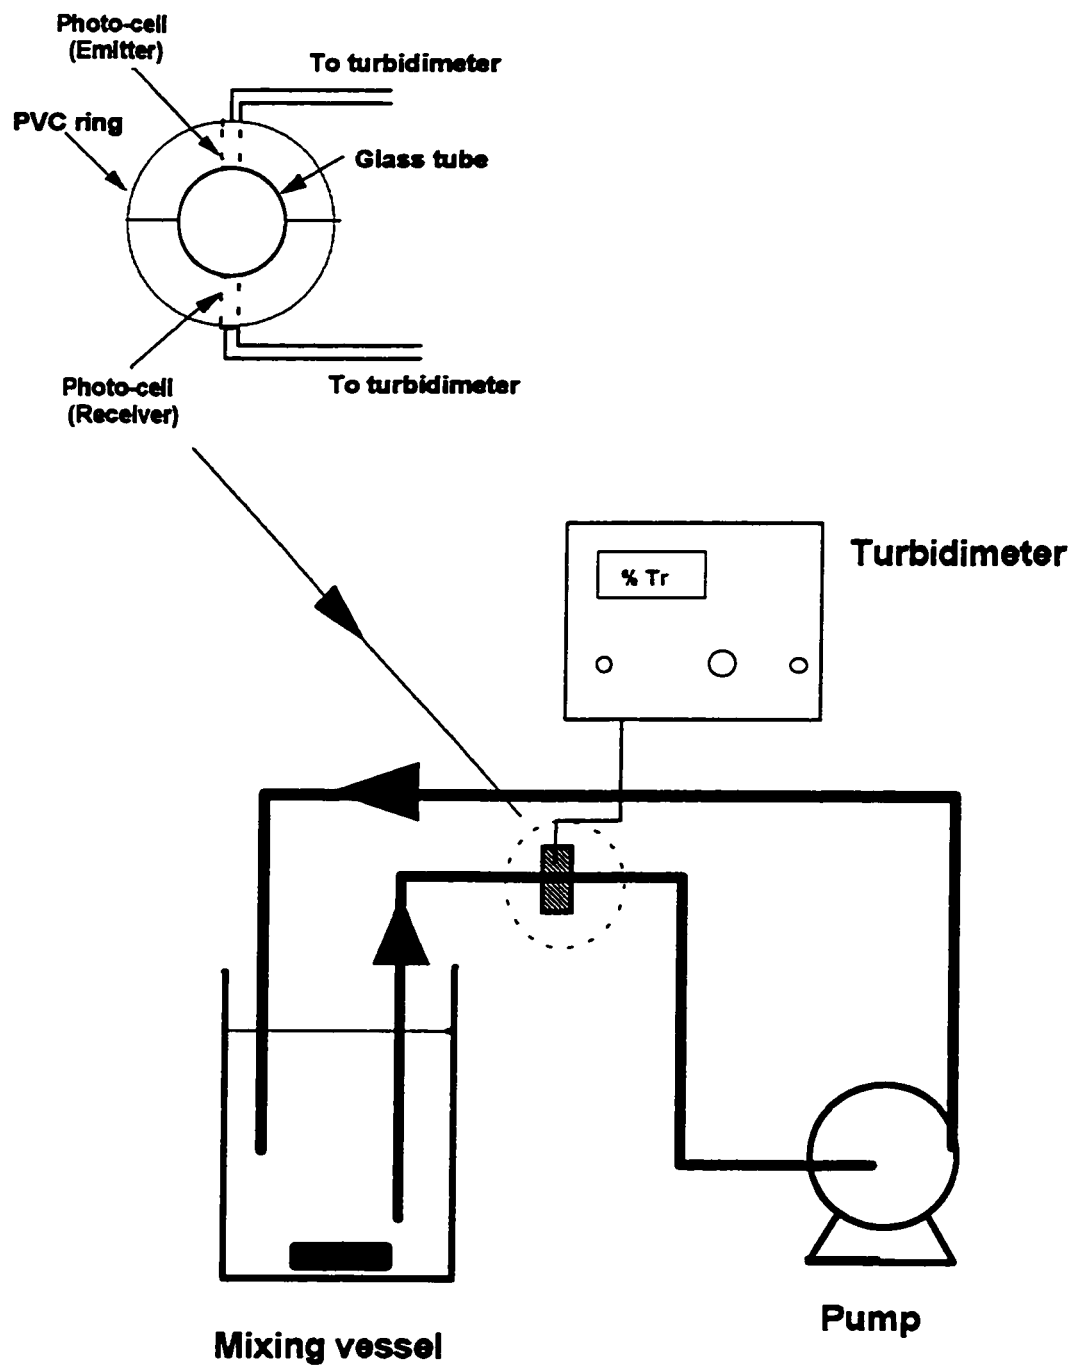 Photo-cell
(Emitter)
To turbidimeter
PVC ring
Glass tube
To turbidimeter
Photo-cell
(Receiver)
Turbidimeter
% Tr
Pump
Mixing vessel